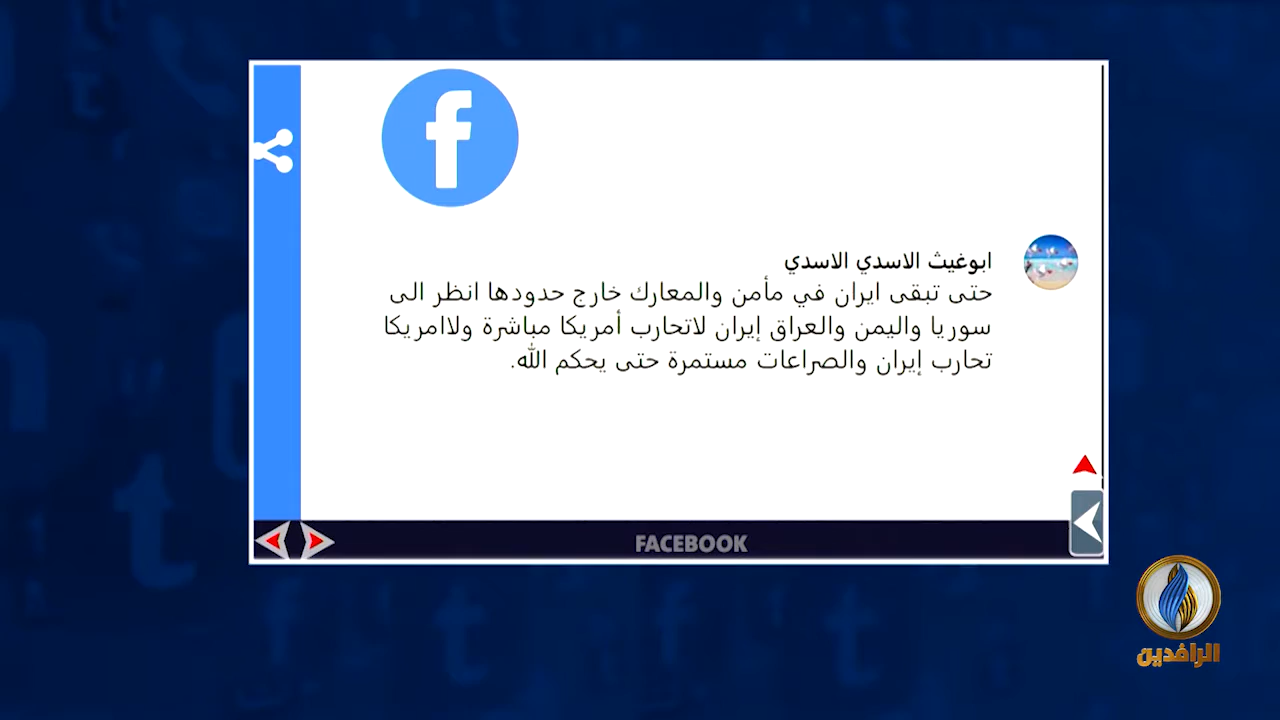 ابوغيث الاسدي الاسدي
حتى تبقى ايران في مأمن والمعارك خارج حدودها انظر الى
سوريا واليمن والعراق إيران لاتحارب أمريكا مباشرة ولاامريكا
تحارب إيران والصراعات مستمرة حتى يحكم الله.
FACEBOOK
الرافدين